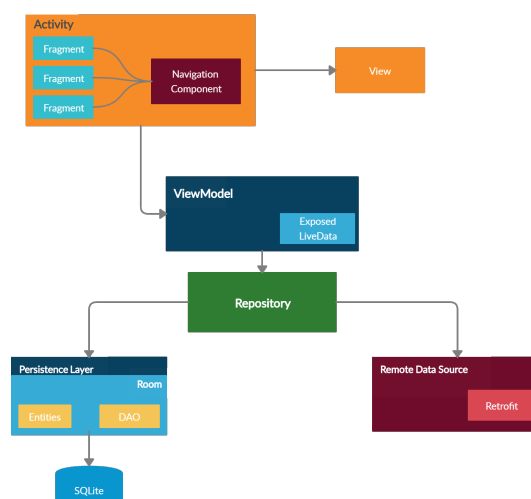 Activity
Fragment
Fragment
Fragment
Navigation
Component
View
ViewModel
Exposed
LiveData
Repository
Persistence Layer
Room
Entities
DAO
SQLite
Remote Data Source
Retrofit